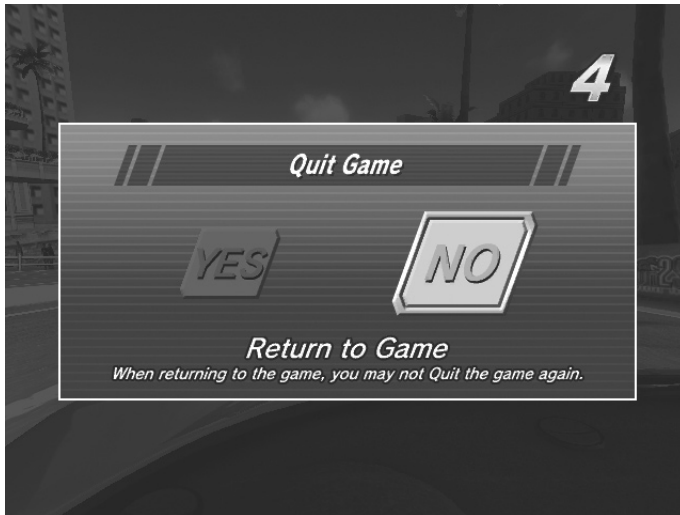 4
Quit Game
YES
NO
Return to Game
When returning to the game, you may not Quit the game again.